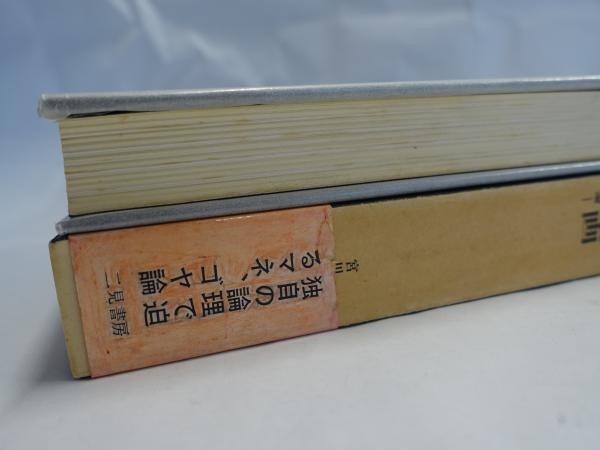 独自の論理で迫
るマネ、ゴヤ論
二見書房
宮川